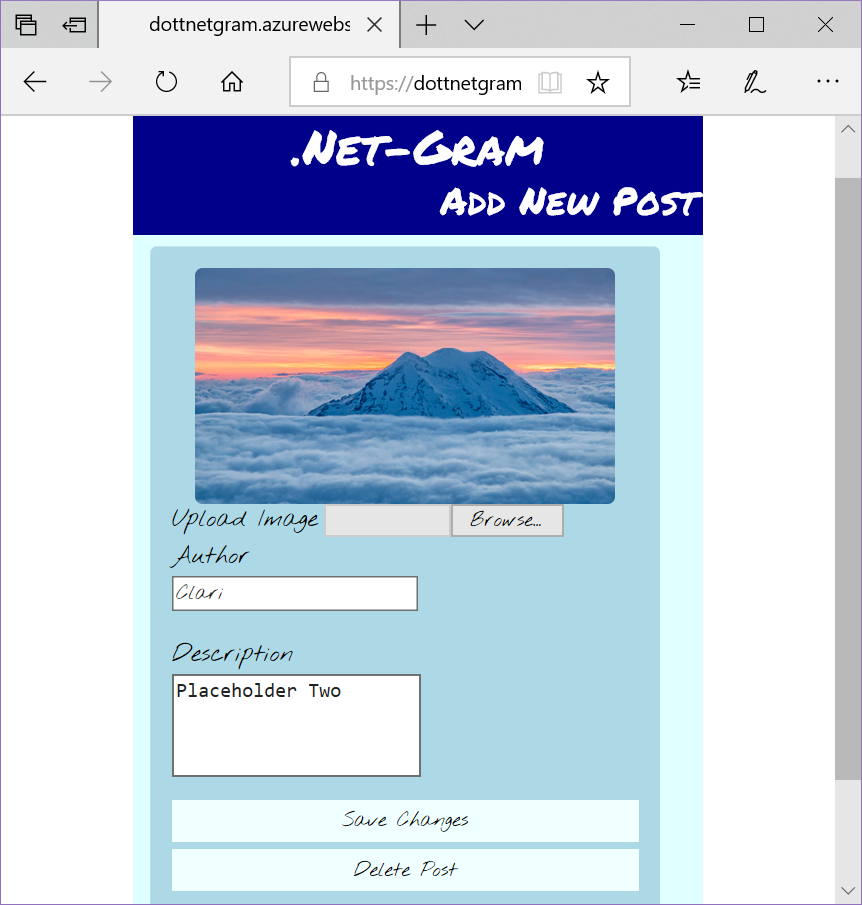 dottnetgram.azurewebs
https://dottnetgram
.Net-Gram
Add New Post
Upload Image Browse...
Author
Clari
Description
Placeholder Two
Save Changes
Delete Post